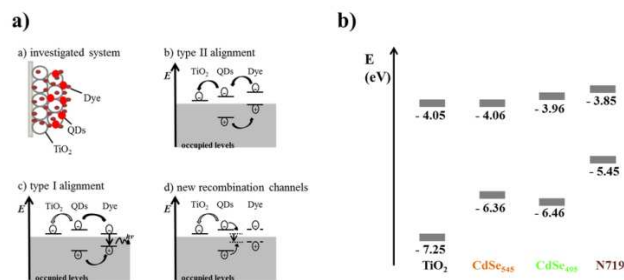 a)
a) investigated system
Dye
QDs
TiO2
b) type II alignment
E
TiO2 QDs Dye
occupied levels
c) type I alignment
E
TiO2 QDs Dye
hν
occupied levels
d) new recombination channels
E
TiO2 QDs Dye
occupied levels
b)
E
(eV)
- 4.05
- 4.06
- 3.96
- 3.85
- 5.45
- 6.36
- 6.46
- 7.25
TiO2 CdSe545 CdSe495 N719